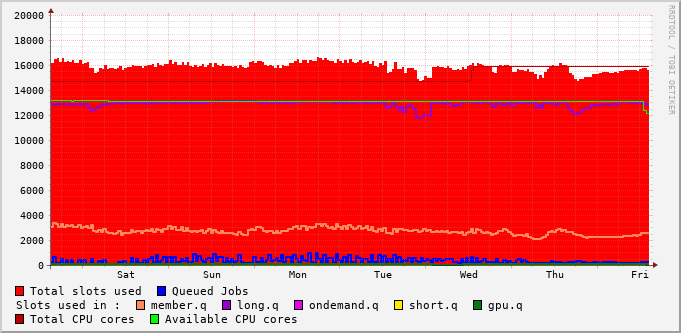 20000
18000
16000
14000
12000
10000
8000
6000
4000
2000
0
Sat Sun Mon Tue Wed Thu Fri
RRDTOOL / TOBI OETIKER
Total slots used Queued Jobs
Slots used in : member.q long.q ondemand.q short.q gpu.q
Total CPU cores Available CPU cores